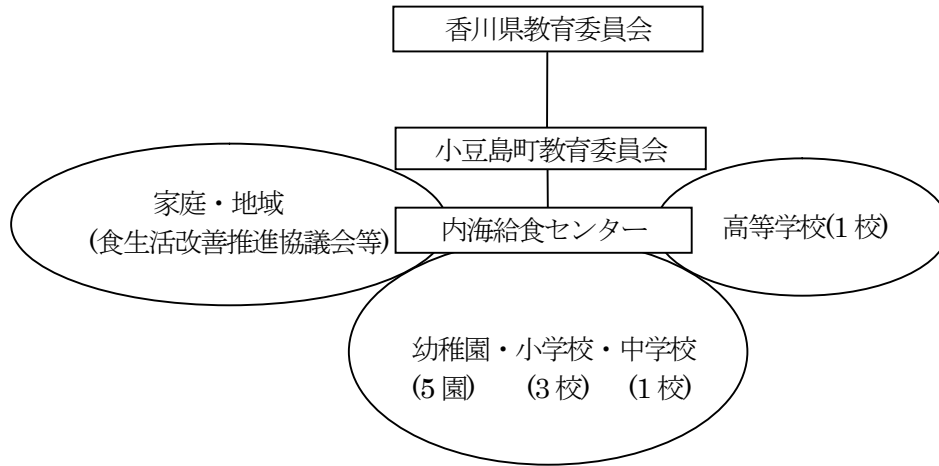 香川県教育委員会
小豆島町教育委員会
家庭・地域
(食生活改善推進協議会等)
内海給食センター
高等学校(1 校)
幼稚園・小学校・中学校
(5 園) (3 校) (1 校)